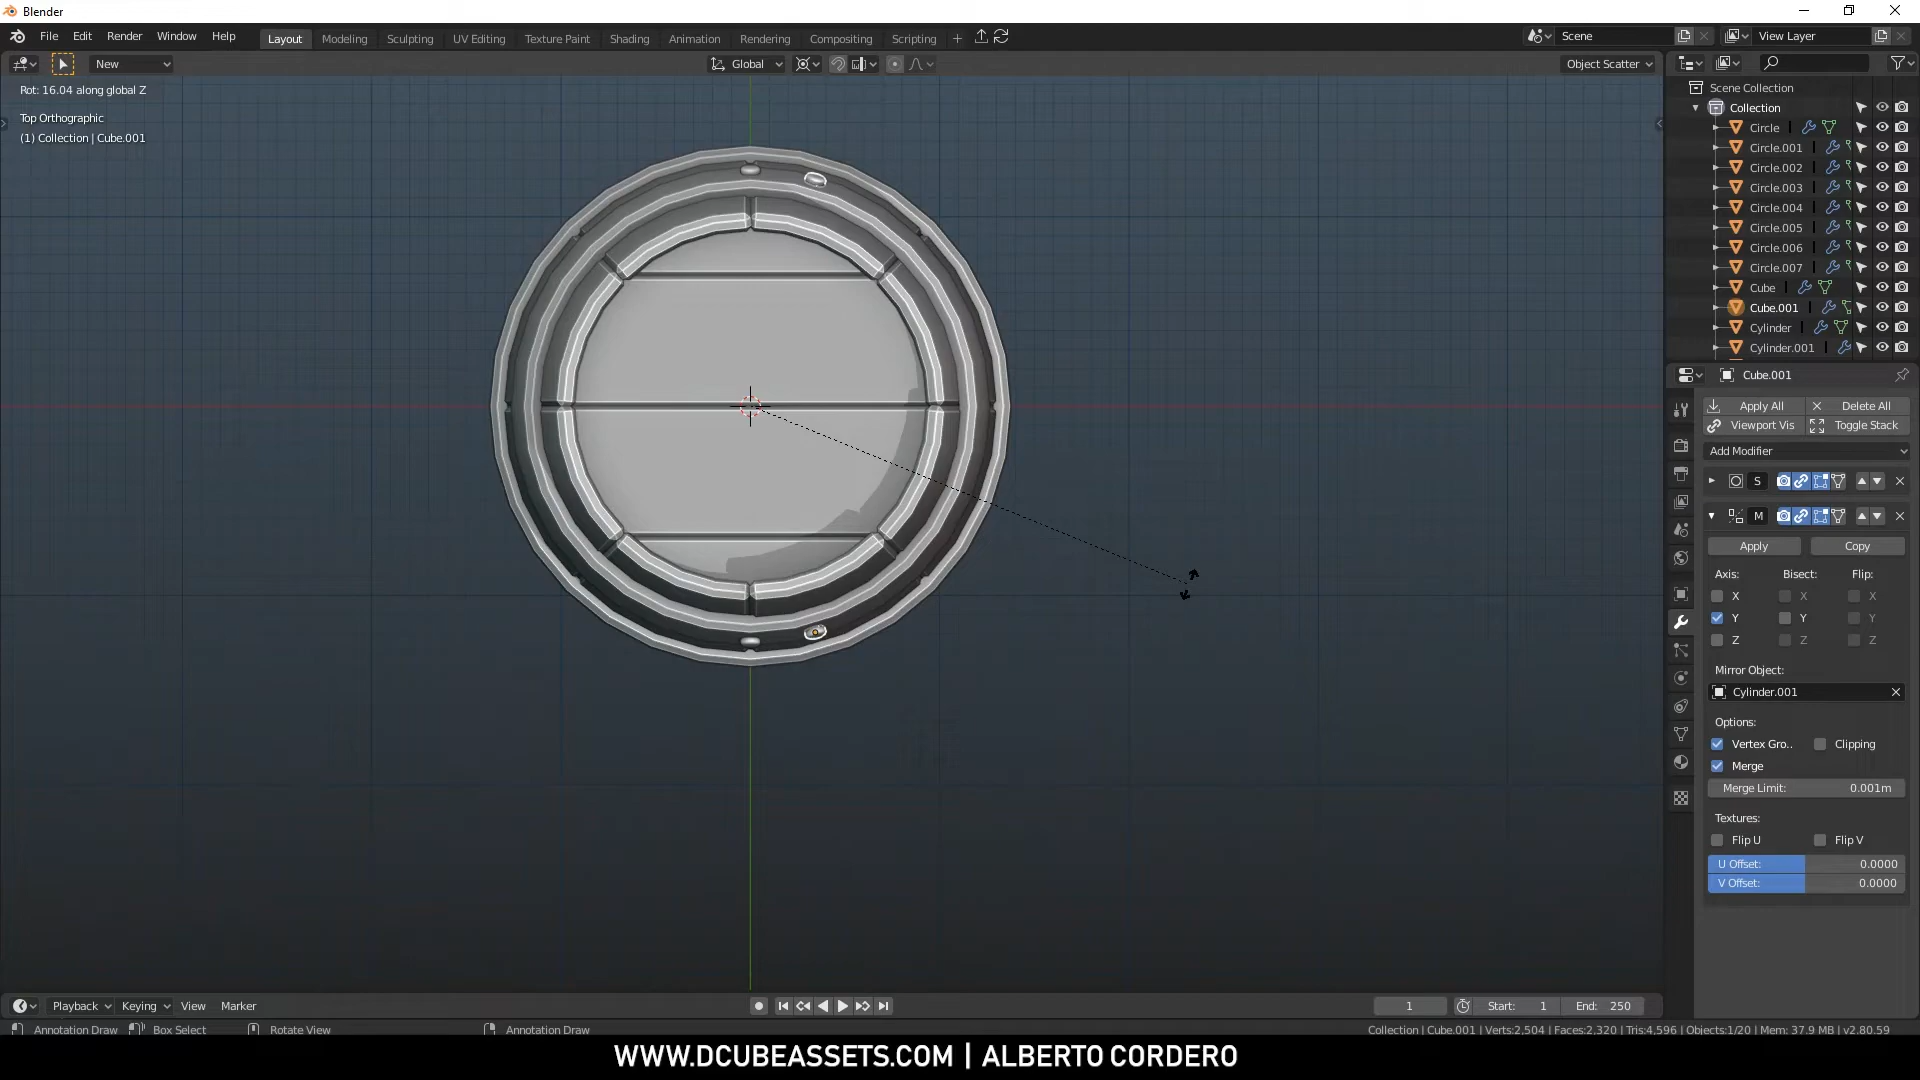 Blender
File Edit Render Window Help Layout Modeling Sculpting UV Editing Texture Paint Shading Animation Rendering Compositing Scripting Scene View Layer
New Global Object Scatter
Rot: 16.04 along global Z
Top Orthographic
(1) Collection | Cube.001
Scene Collection
Collection
Circle
Circle.001
Circle.002
Circle.003
Circle.004
Circle.005
Circle.006
Circle.007
Cube
Cube.001
Cylinder
Cylinder.001
Cube.001
Apply All Delete All
Viewport Vis Toggle Stack
Add Modifier
S
M
Apply Copy
Axis: Bisect: Flip:
X X X
Y Y Y
Z Z Z
Mirror Object:
Cylinder.001
Options:
Vertex Gro.. Clipping
Merge
Merge Limit: 0.001m
Textures:
Flip U Flip V
U Offset: 0.0000
V Offset: 0.0000
Playback Keying View Marker 1 Start: 1 End: 250
Annotation Draw Box Select Rotate View Annotation Draw Collection | Cube.001 | Verts:2,504 | Faces:2,320 | Tris:4,596 | Objects:1/20 | Mem: 37.9 MB | v2.80.59
WWW.DCUBEASSETS.COM | ALBERTO CORDERO